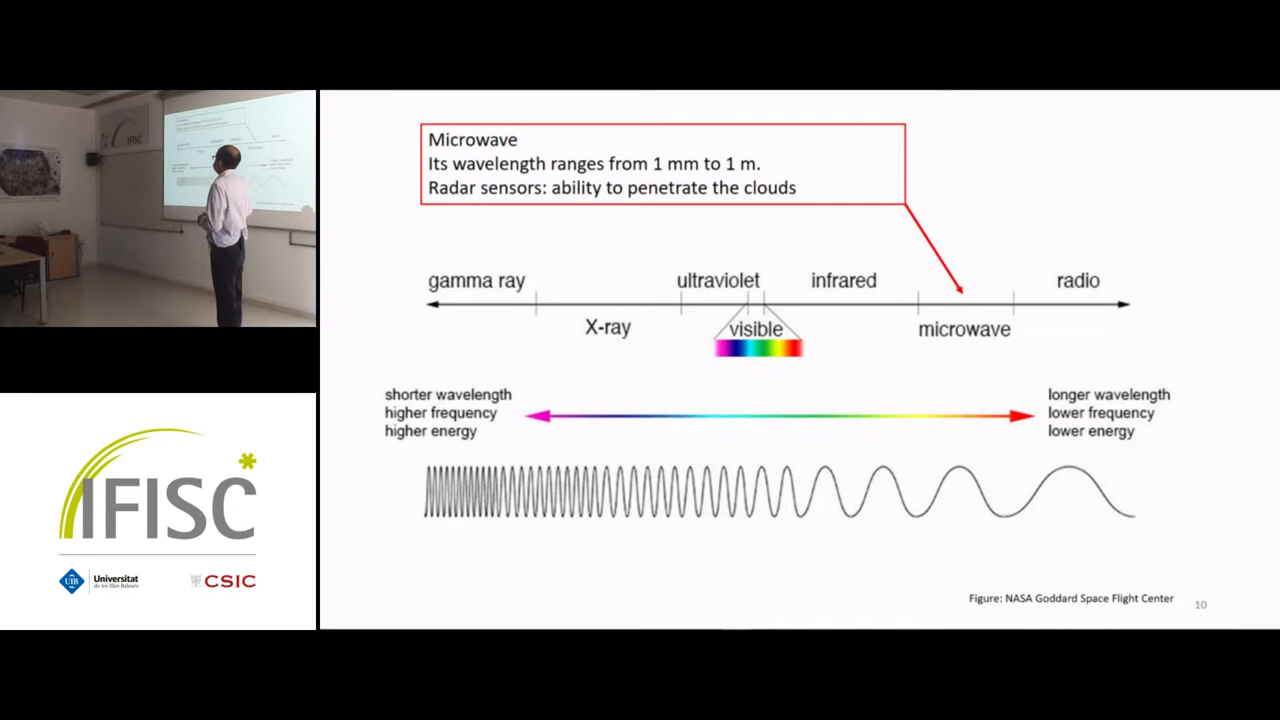 Microwave
Its wavelength ranges from 1 mm to 1 m.
Radar sensors: ability to penetrate the clouds
gamma ray
ultraviolet
infrared
radio
X-ray
visible
microwave
shorter wavelength
higher frequency
higher energy
longer wavelength
lower frequency
lower energy
Figure: NASA Goddard Space Flight Center
10
IFISC
IFISC
UIB
Universitat
de les Illes Balears
CSIC